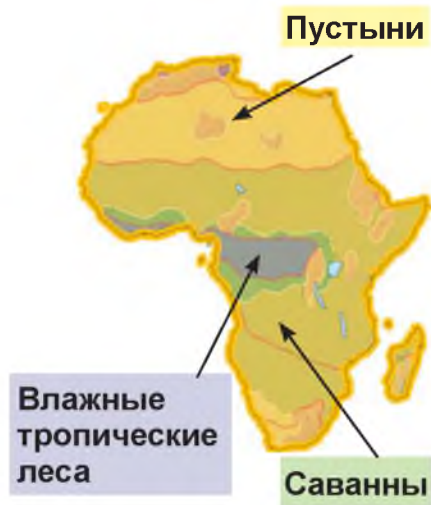 Пустыни
Влажные
тропические
леса
Саванны